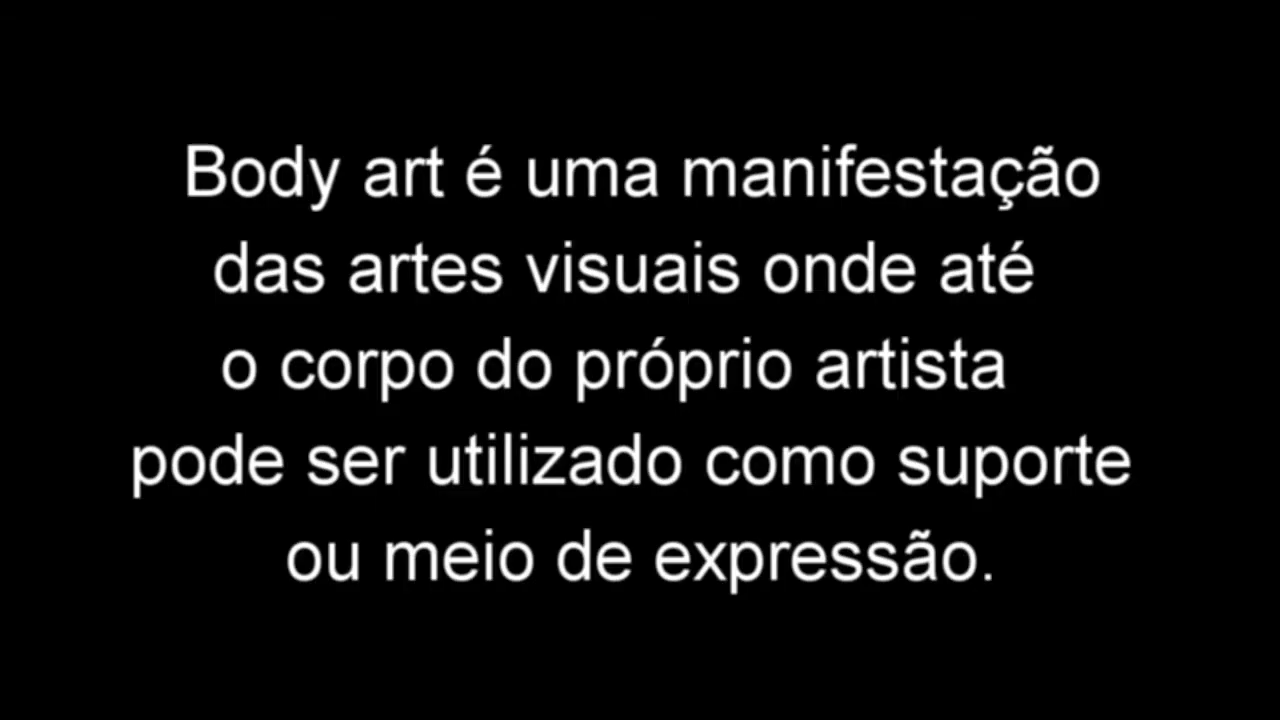 Body art é uma manifestação
das artes visuais onde até
o corpo do próprio artista
pode ser utilizado como suporte
ou meio de expressão.